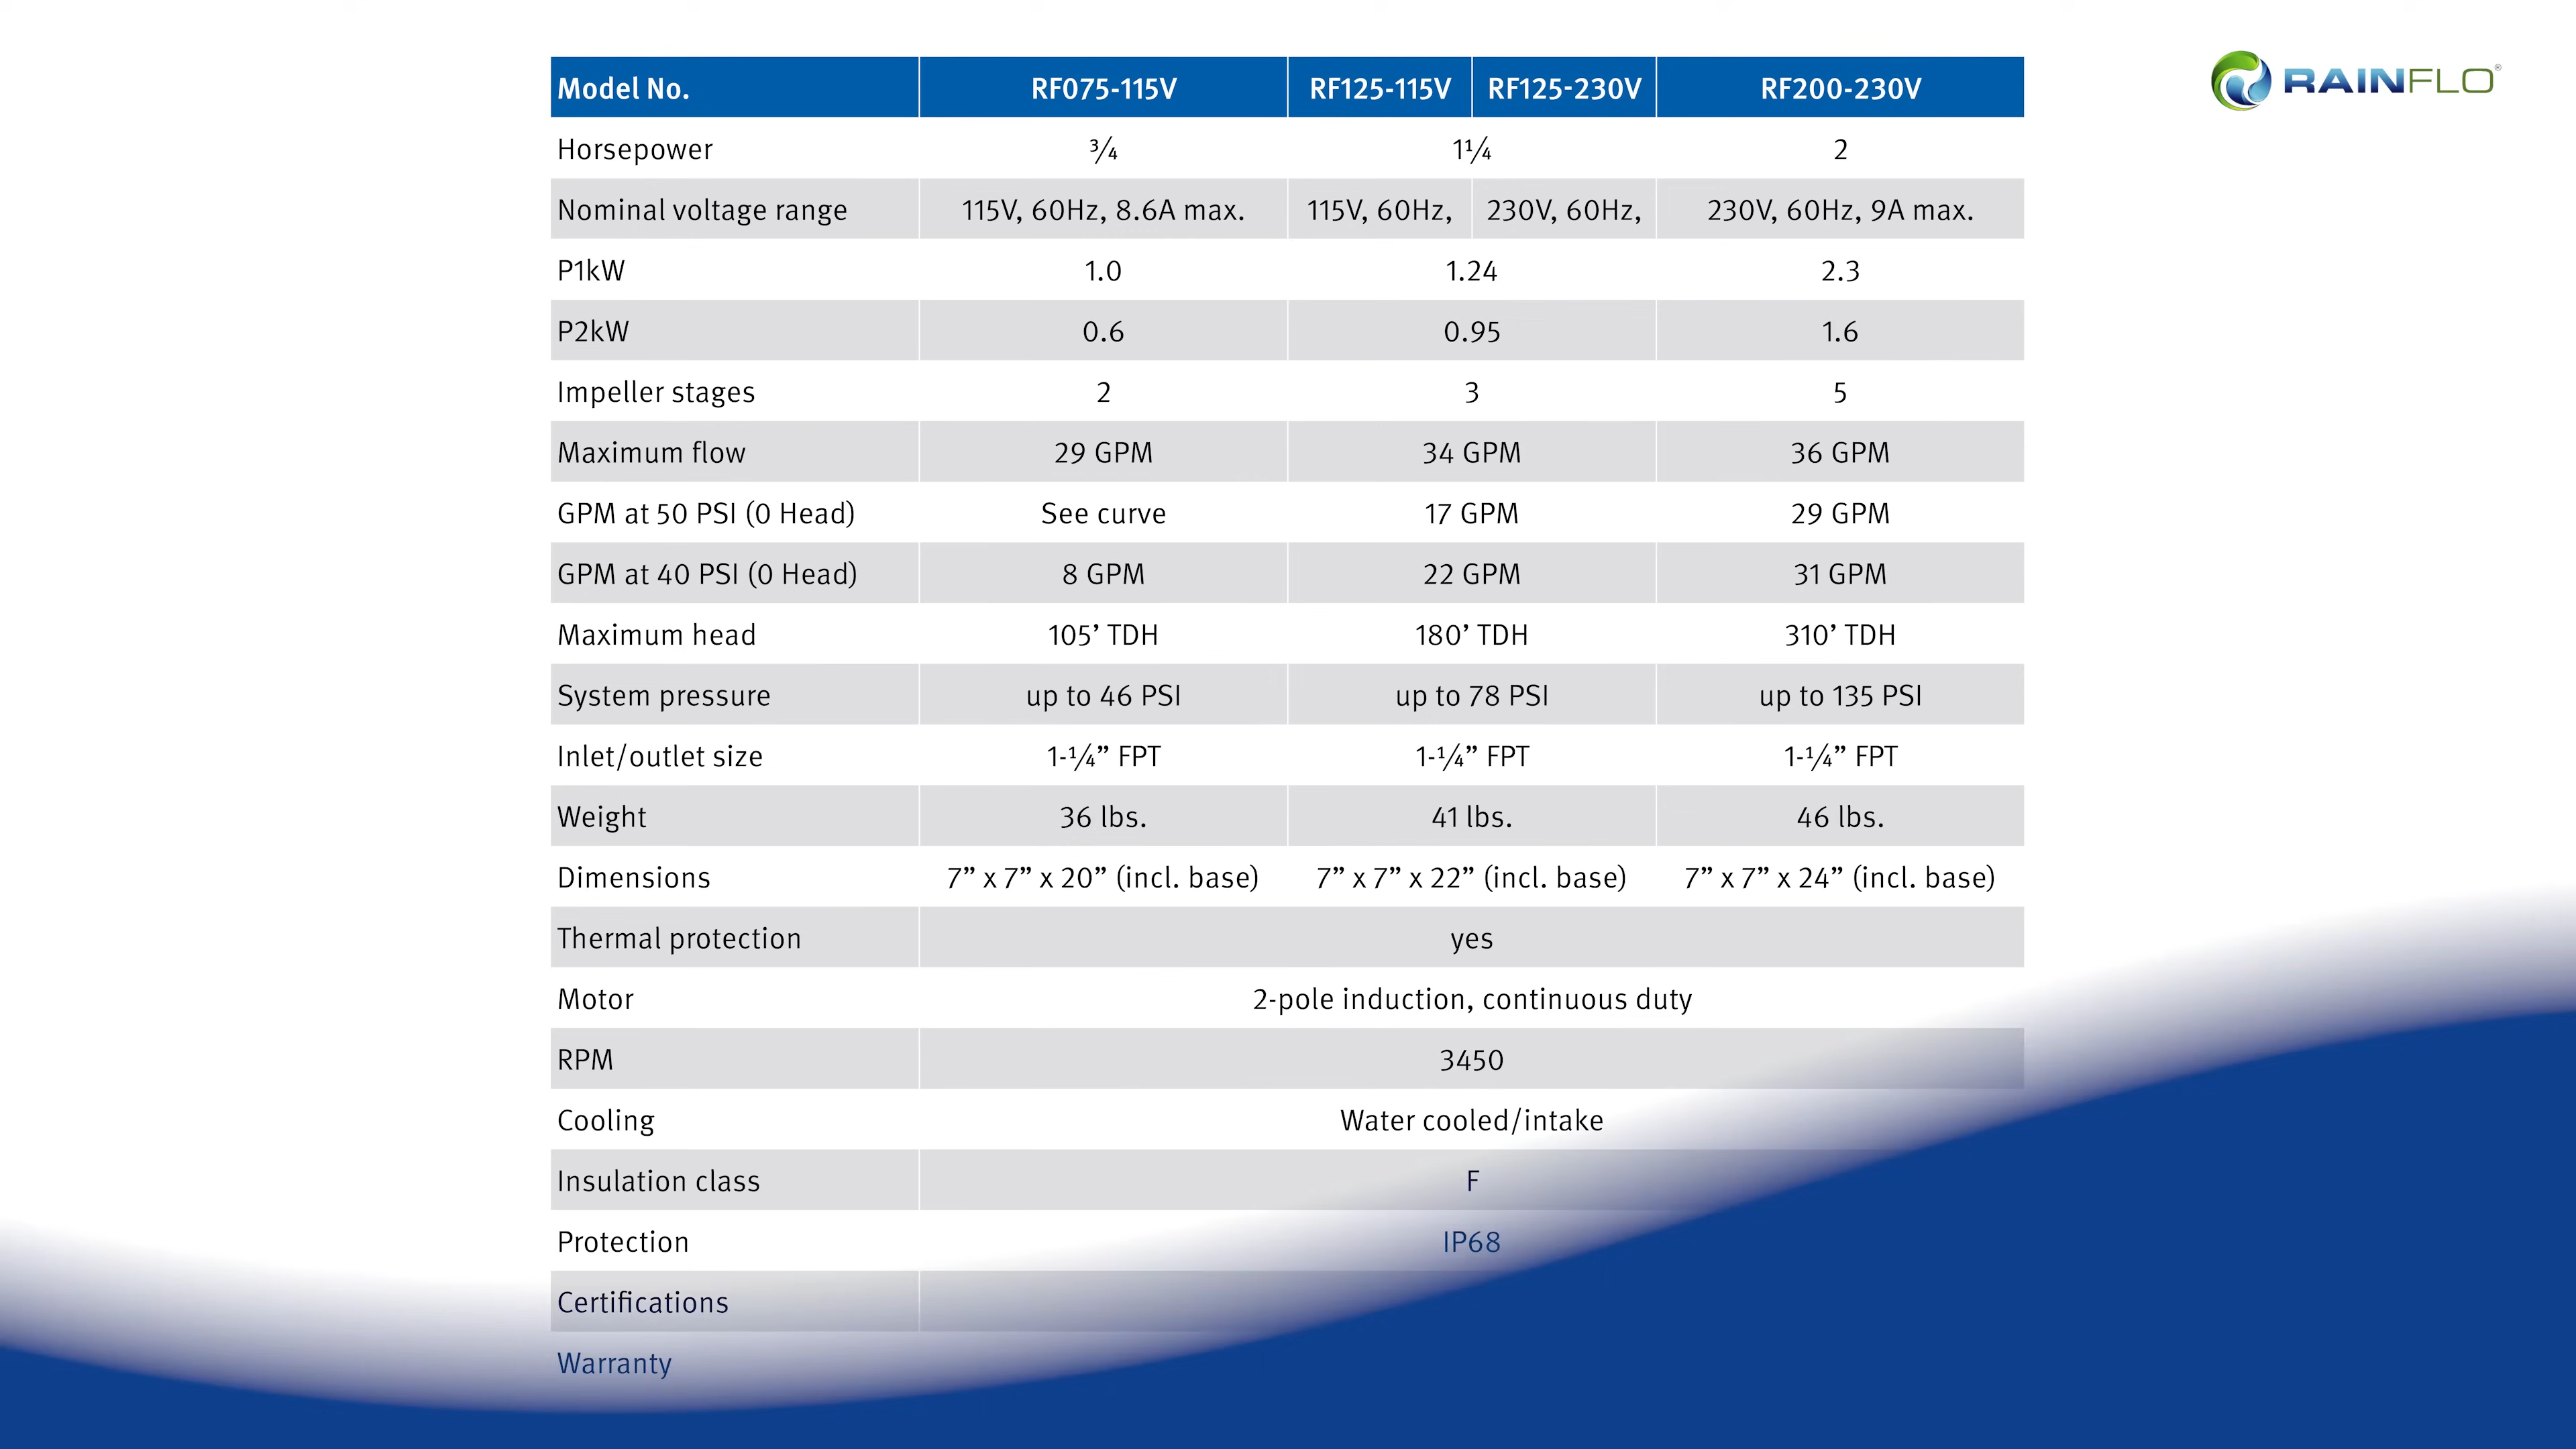 RAINFLO®
Model No. RF075-115V RF125-115V RF125-230V RF200-230V
Horsepower ¾ 1¼ 2
Nominal voltage range 115V, 60Hz, 8.6A max. 115V, 60Hz, 230V, 60Hz, 230V, 60Hz, 9A max.
P1kW 1.0 1.24 2.3
P2kW 0.6 0.95 1.6
Impeller stages 2 3 5
Maximum flow 29 GPM 34 GPM 36 GPM
GPM at 50 PSI (0 Head) See curve 17 GPM 29 GPM
GPM at 40 PSI (0 Head) 8 GPM 22 GPM 31 GPM
Maximum head 105’ TDH 180’ TDH 310’ TDH
System pressure up to 46 PSI up to 78 PSI up to 135 PSI
Inlet/outlet size 1-¼” FPT 1-¼” FPT 1-¼” FPT
Weight 36 lbs. 41 lbs. 46 lbs.
Dimensions 7” x 7” x 20” (incl. base) 7” x 7” x 22” (incl. base) 7” x 7” x 24” (incl. base)
Thermal protection yes
Motor 2-pole induction, continuous duty
RPM 3450
Cooling Water cooled/intake
Insulation class F
Protection IP68
Certifications
Warranty